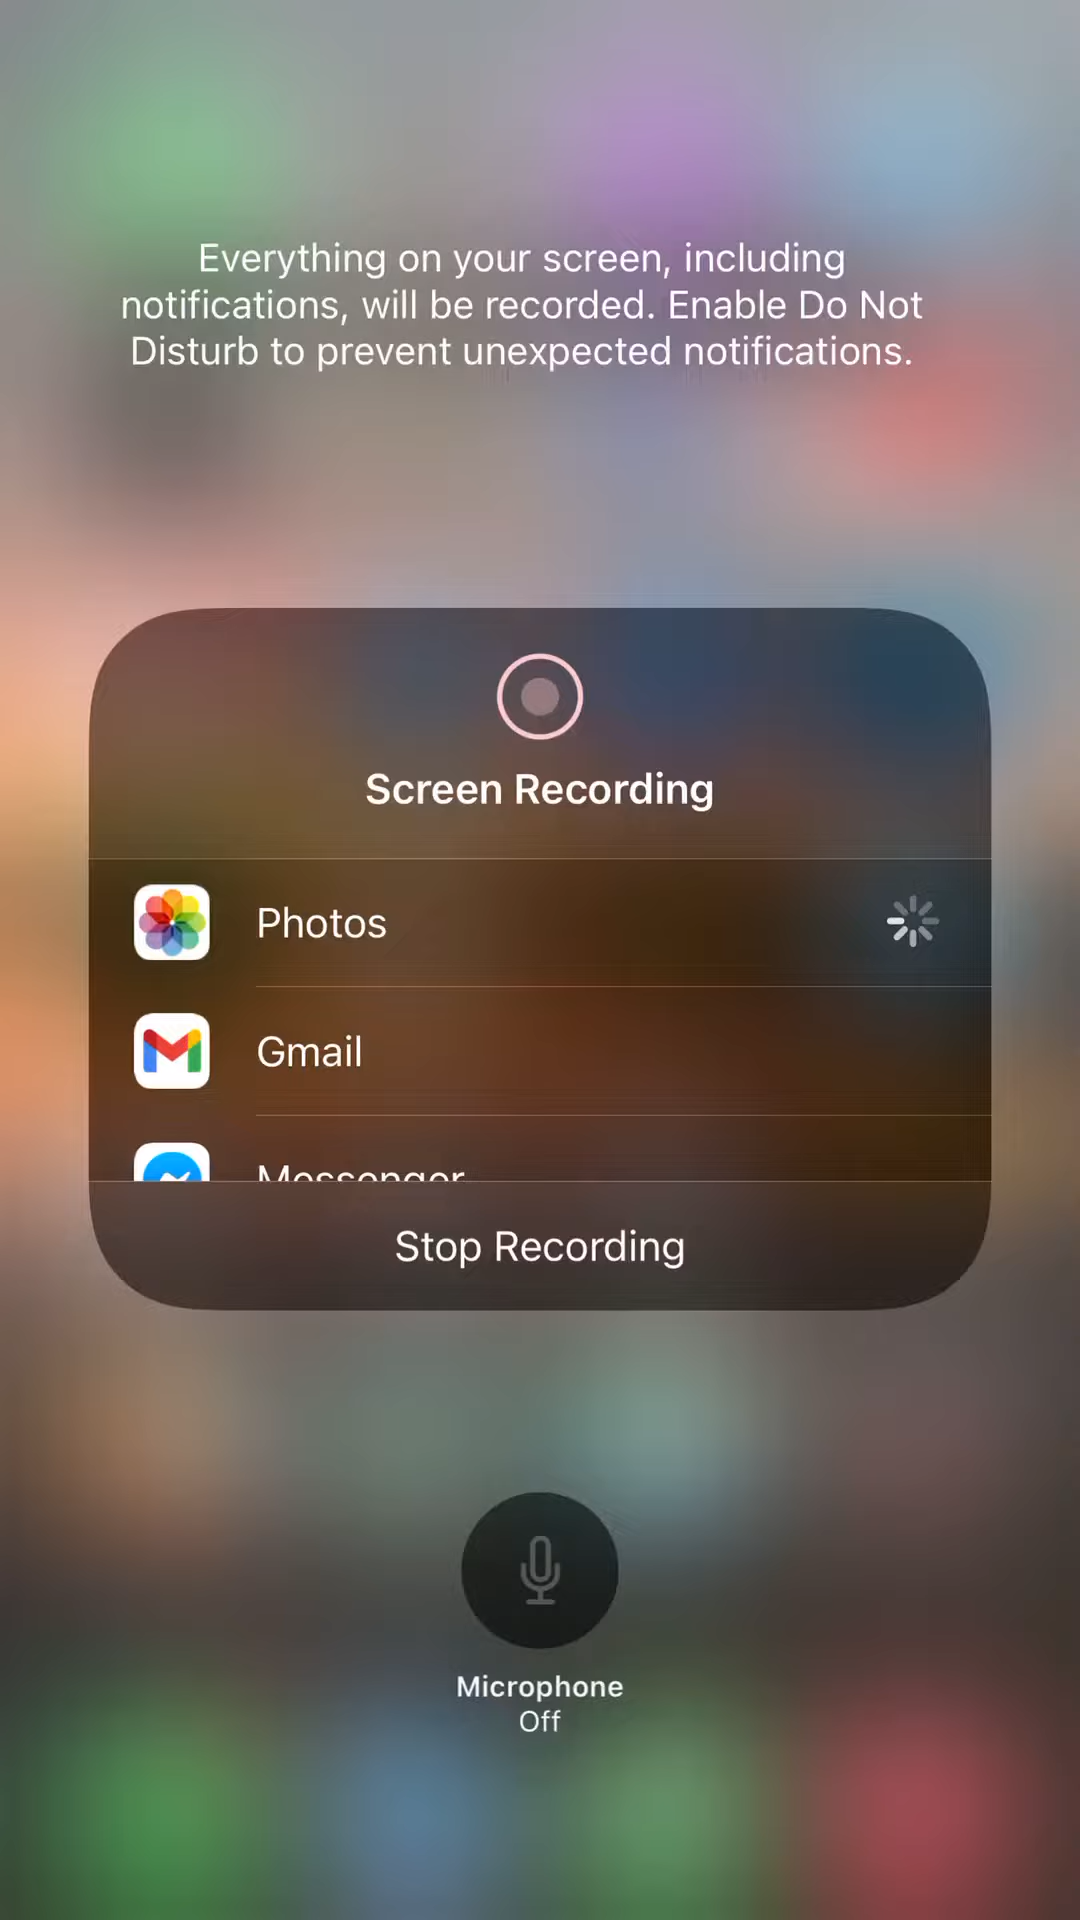 Everything on your screen, including
notifications, will be recorded. Enable Do Not
Disturb to prevent unexpected notifications.
Screen Recording
Photos
Gmail
Messenger
Stop Recording
Microphone
Off